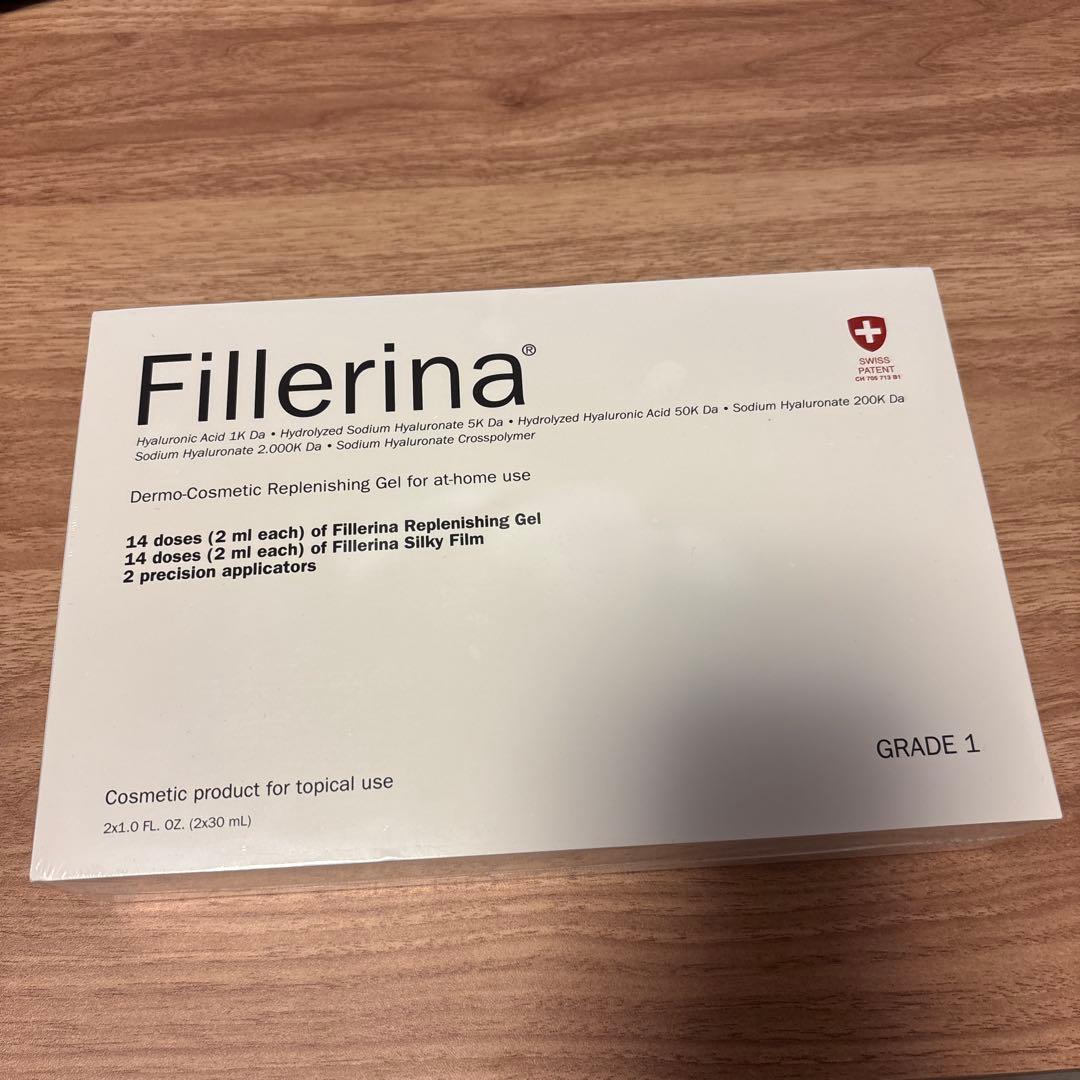 Fillerina®
SWISS
PATENT
CH 705 713 B1
Hyaluronic Acid 1K Da • Hydrolyzed Sodium Hyaluronate 5K Da • Hydrolyzed Hyaluronic Acid 50K Da • Sodium Hyaluronate 200K Da
Sodium Hyaluronate 2.000K Da • Sodium Hyaluronate Crosspolymer
Dermo-Cosmetic Replenishing Gel for at-home use
14 doses (2 ml each) of Fillerina Replenishing Gel
14 doses (2 ml each) of Fillerina Silky Film
2 precision applicators
GRADE 1
Cosmetic product for topical use
2x1.0 FL. OZ. (2x30 mL)